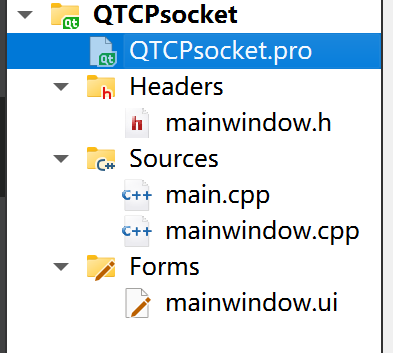 QTCPsocket
QTCPsocket.pro
Headers
h mainwindow.h
Sources
C++ main.cpp
C++ mainwindow.cpp
Forms
mainwindow.ui